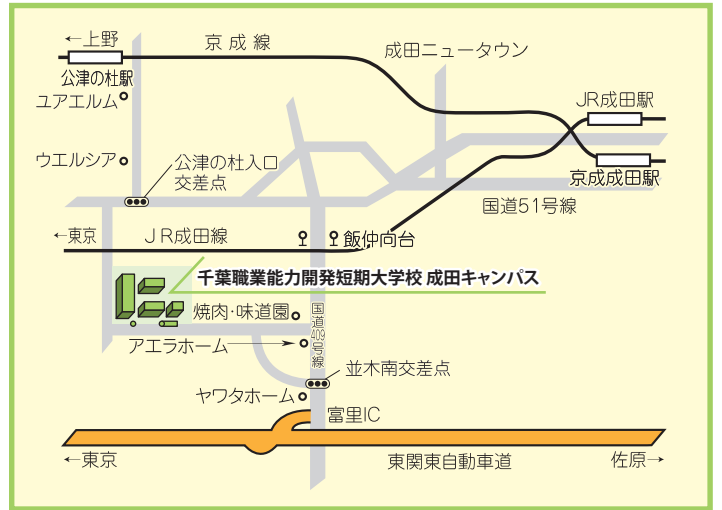 ←上野
京成線
成田ニュータウン
公津の杜駅
ユアエルム
JR成田駅
ウエルシア
公津の杜入口
交差点
京成成田駅
国道51号線
←東京
JR成田線
飯仲向台
千葉職業能力開発短期大学校 成田キャンパス
焼肉・味道園
国道409号線
アエラホーム
並木南交差点
ヤワタホーム
富里IC
←東京
東関東自動車道
佐原→